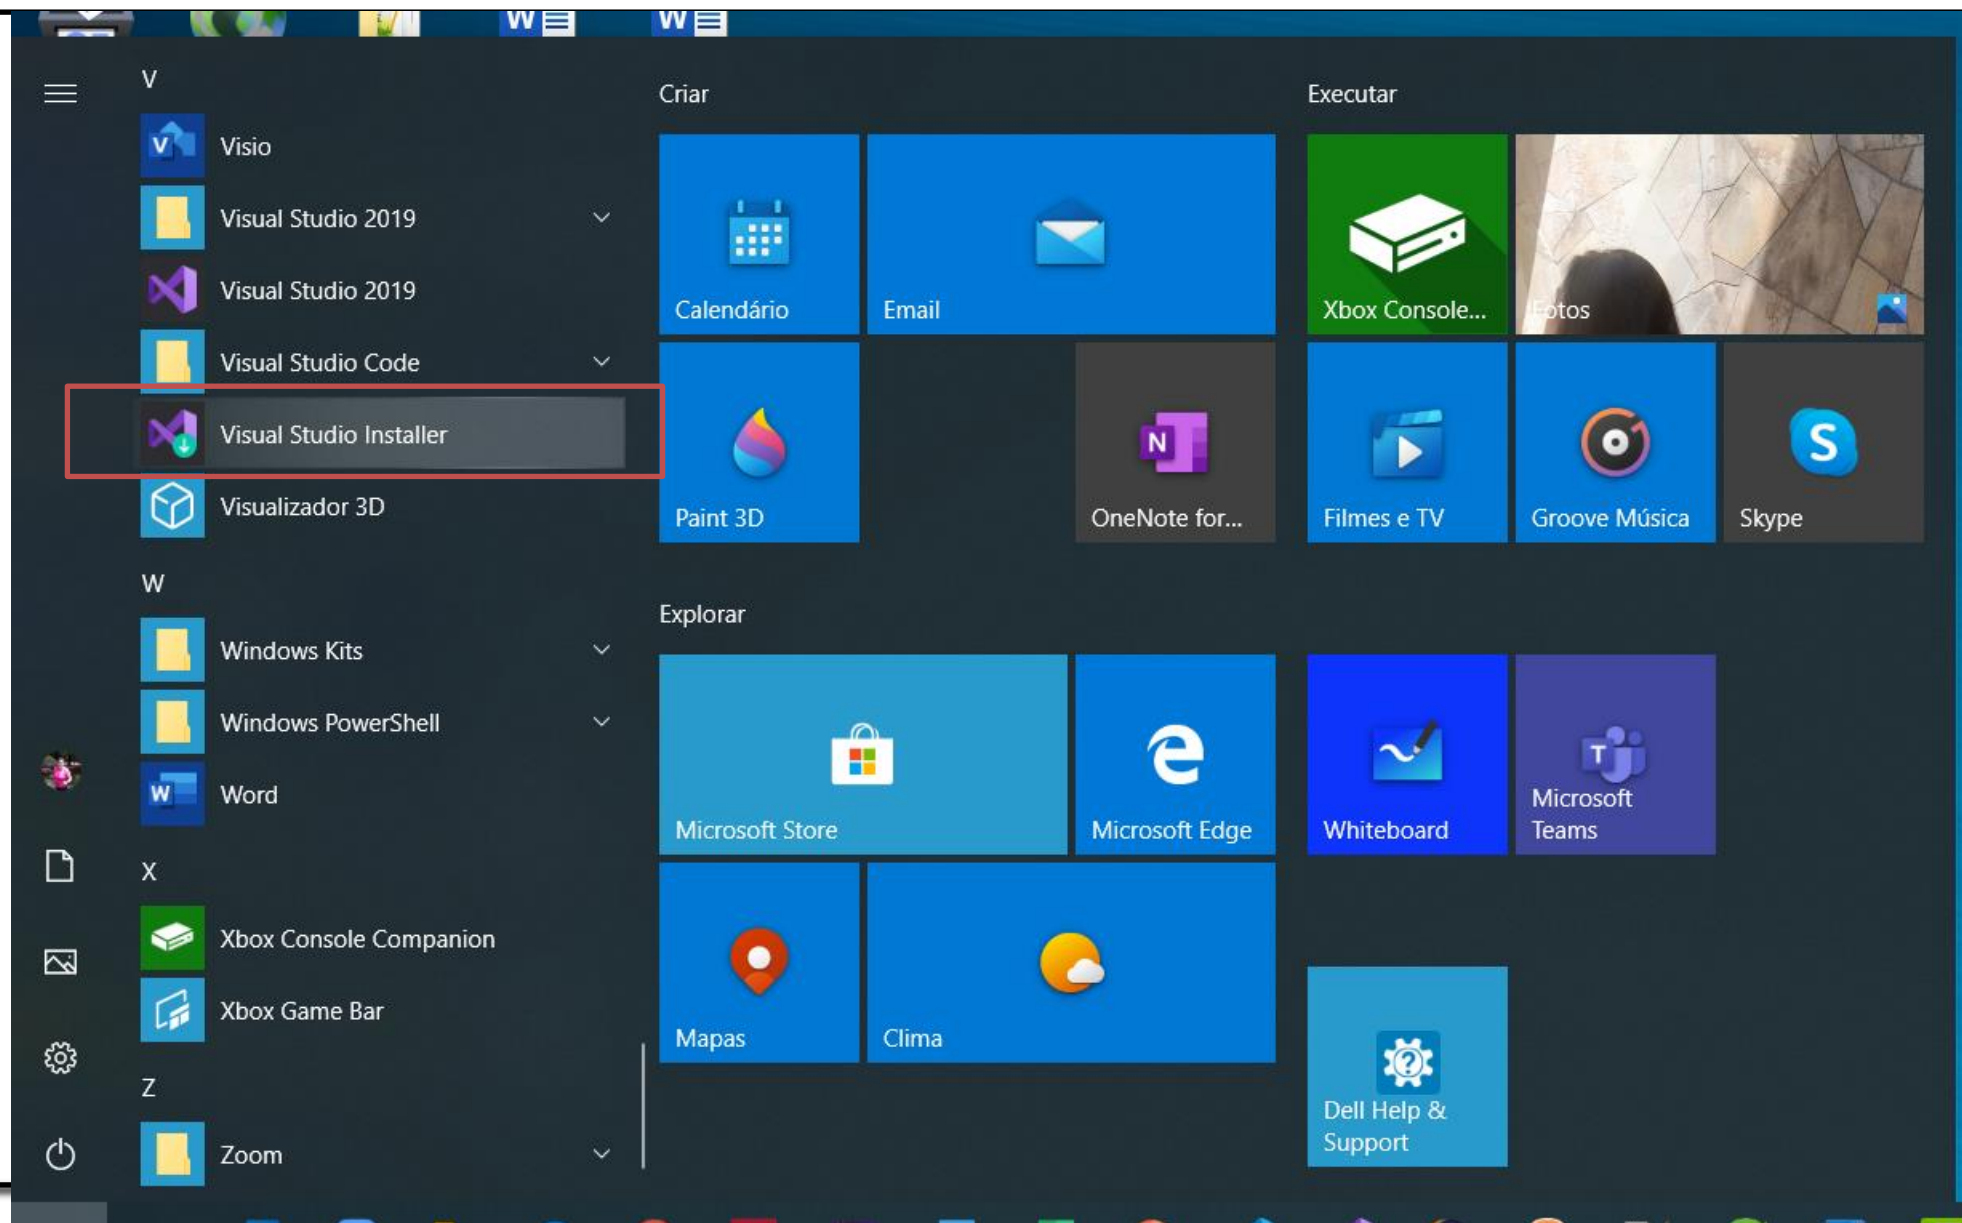 W W
V
Visio
Visual Studio 2019
Visual Studio 2019
Visual Studio Code
Visual Studio Installer
Visualizador 3D
W
Windows Kits
Windows PowerShell
Word
X
Xbox Console Companion
Xbox Game Bar
Z
Zoom
Criar
Calendário
Email
Paint 3D
OneNote for...
Explorar
Microsoft Store
Microsoft Edge
Mapas
Clima
Executar
Xbox Console...
Fotos
Filmes e TV
Groove Música
Skype
Whiteboard
Microsoft
Teams
Dell Help &
Support